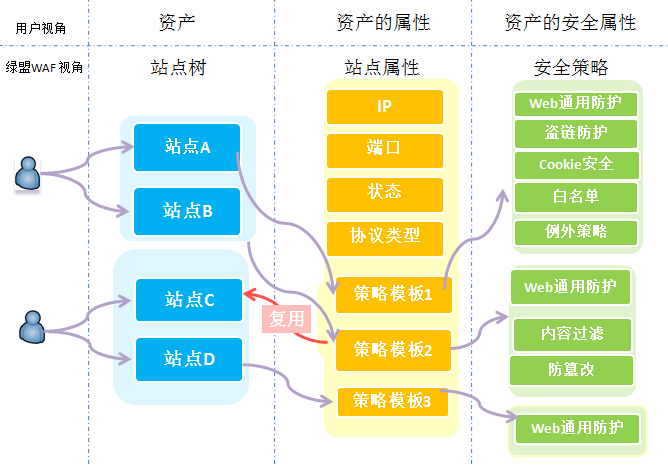 用户视角
资产
资产的属性
资产的安全属性
绿盟WAF视角
站点树
站点属性
安全策略
站点A
站点B
站点C
站点D
IP
端口
状态
协议类型
策略模板1
复用
策略模板2
策略模板3
Web通用防护
盗链防护
Cookie安全
白名单
例外策略
Web通用防护
内容过滤
防篡改
Web通用防护